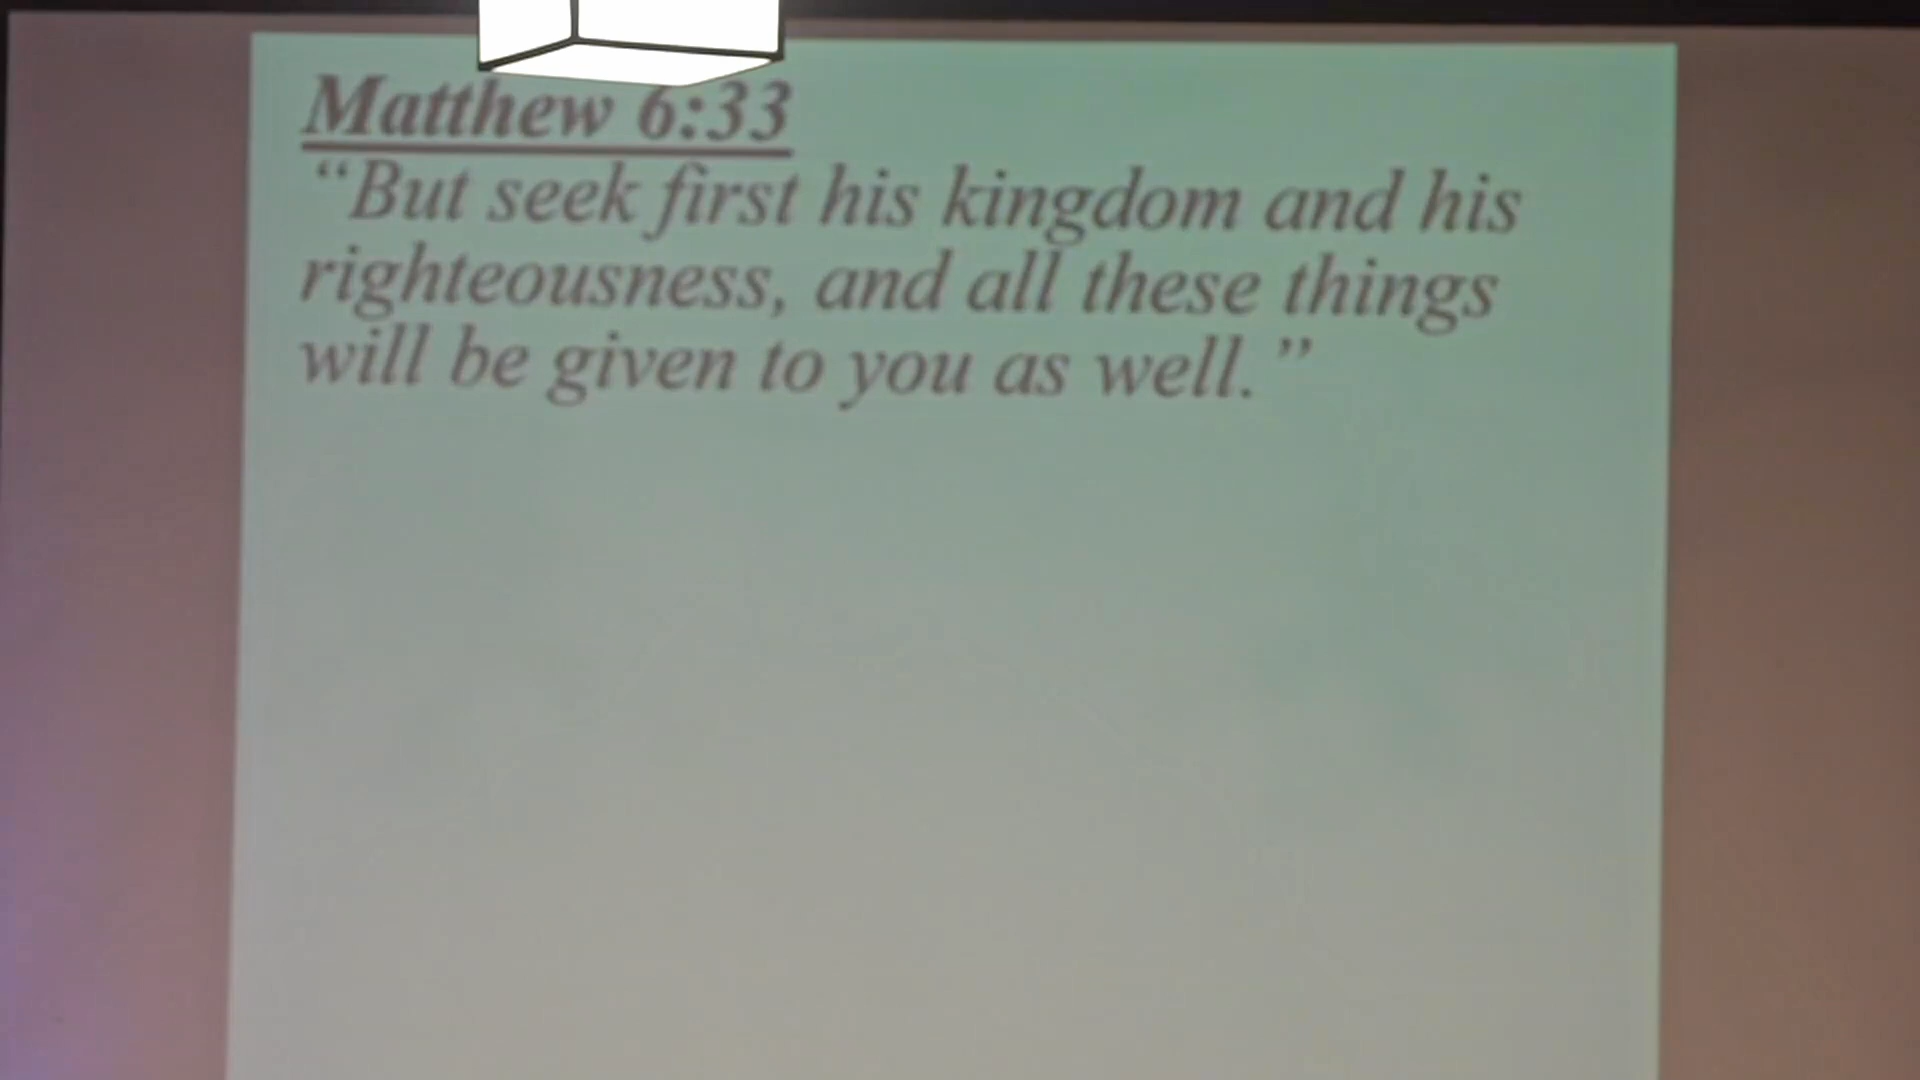 Matthew 6:33
“But seek first his kingdom and his
righteousness, and all these things
will be given to you as well.”